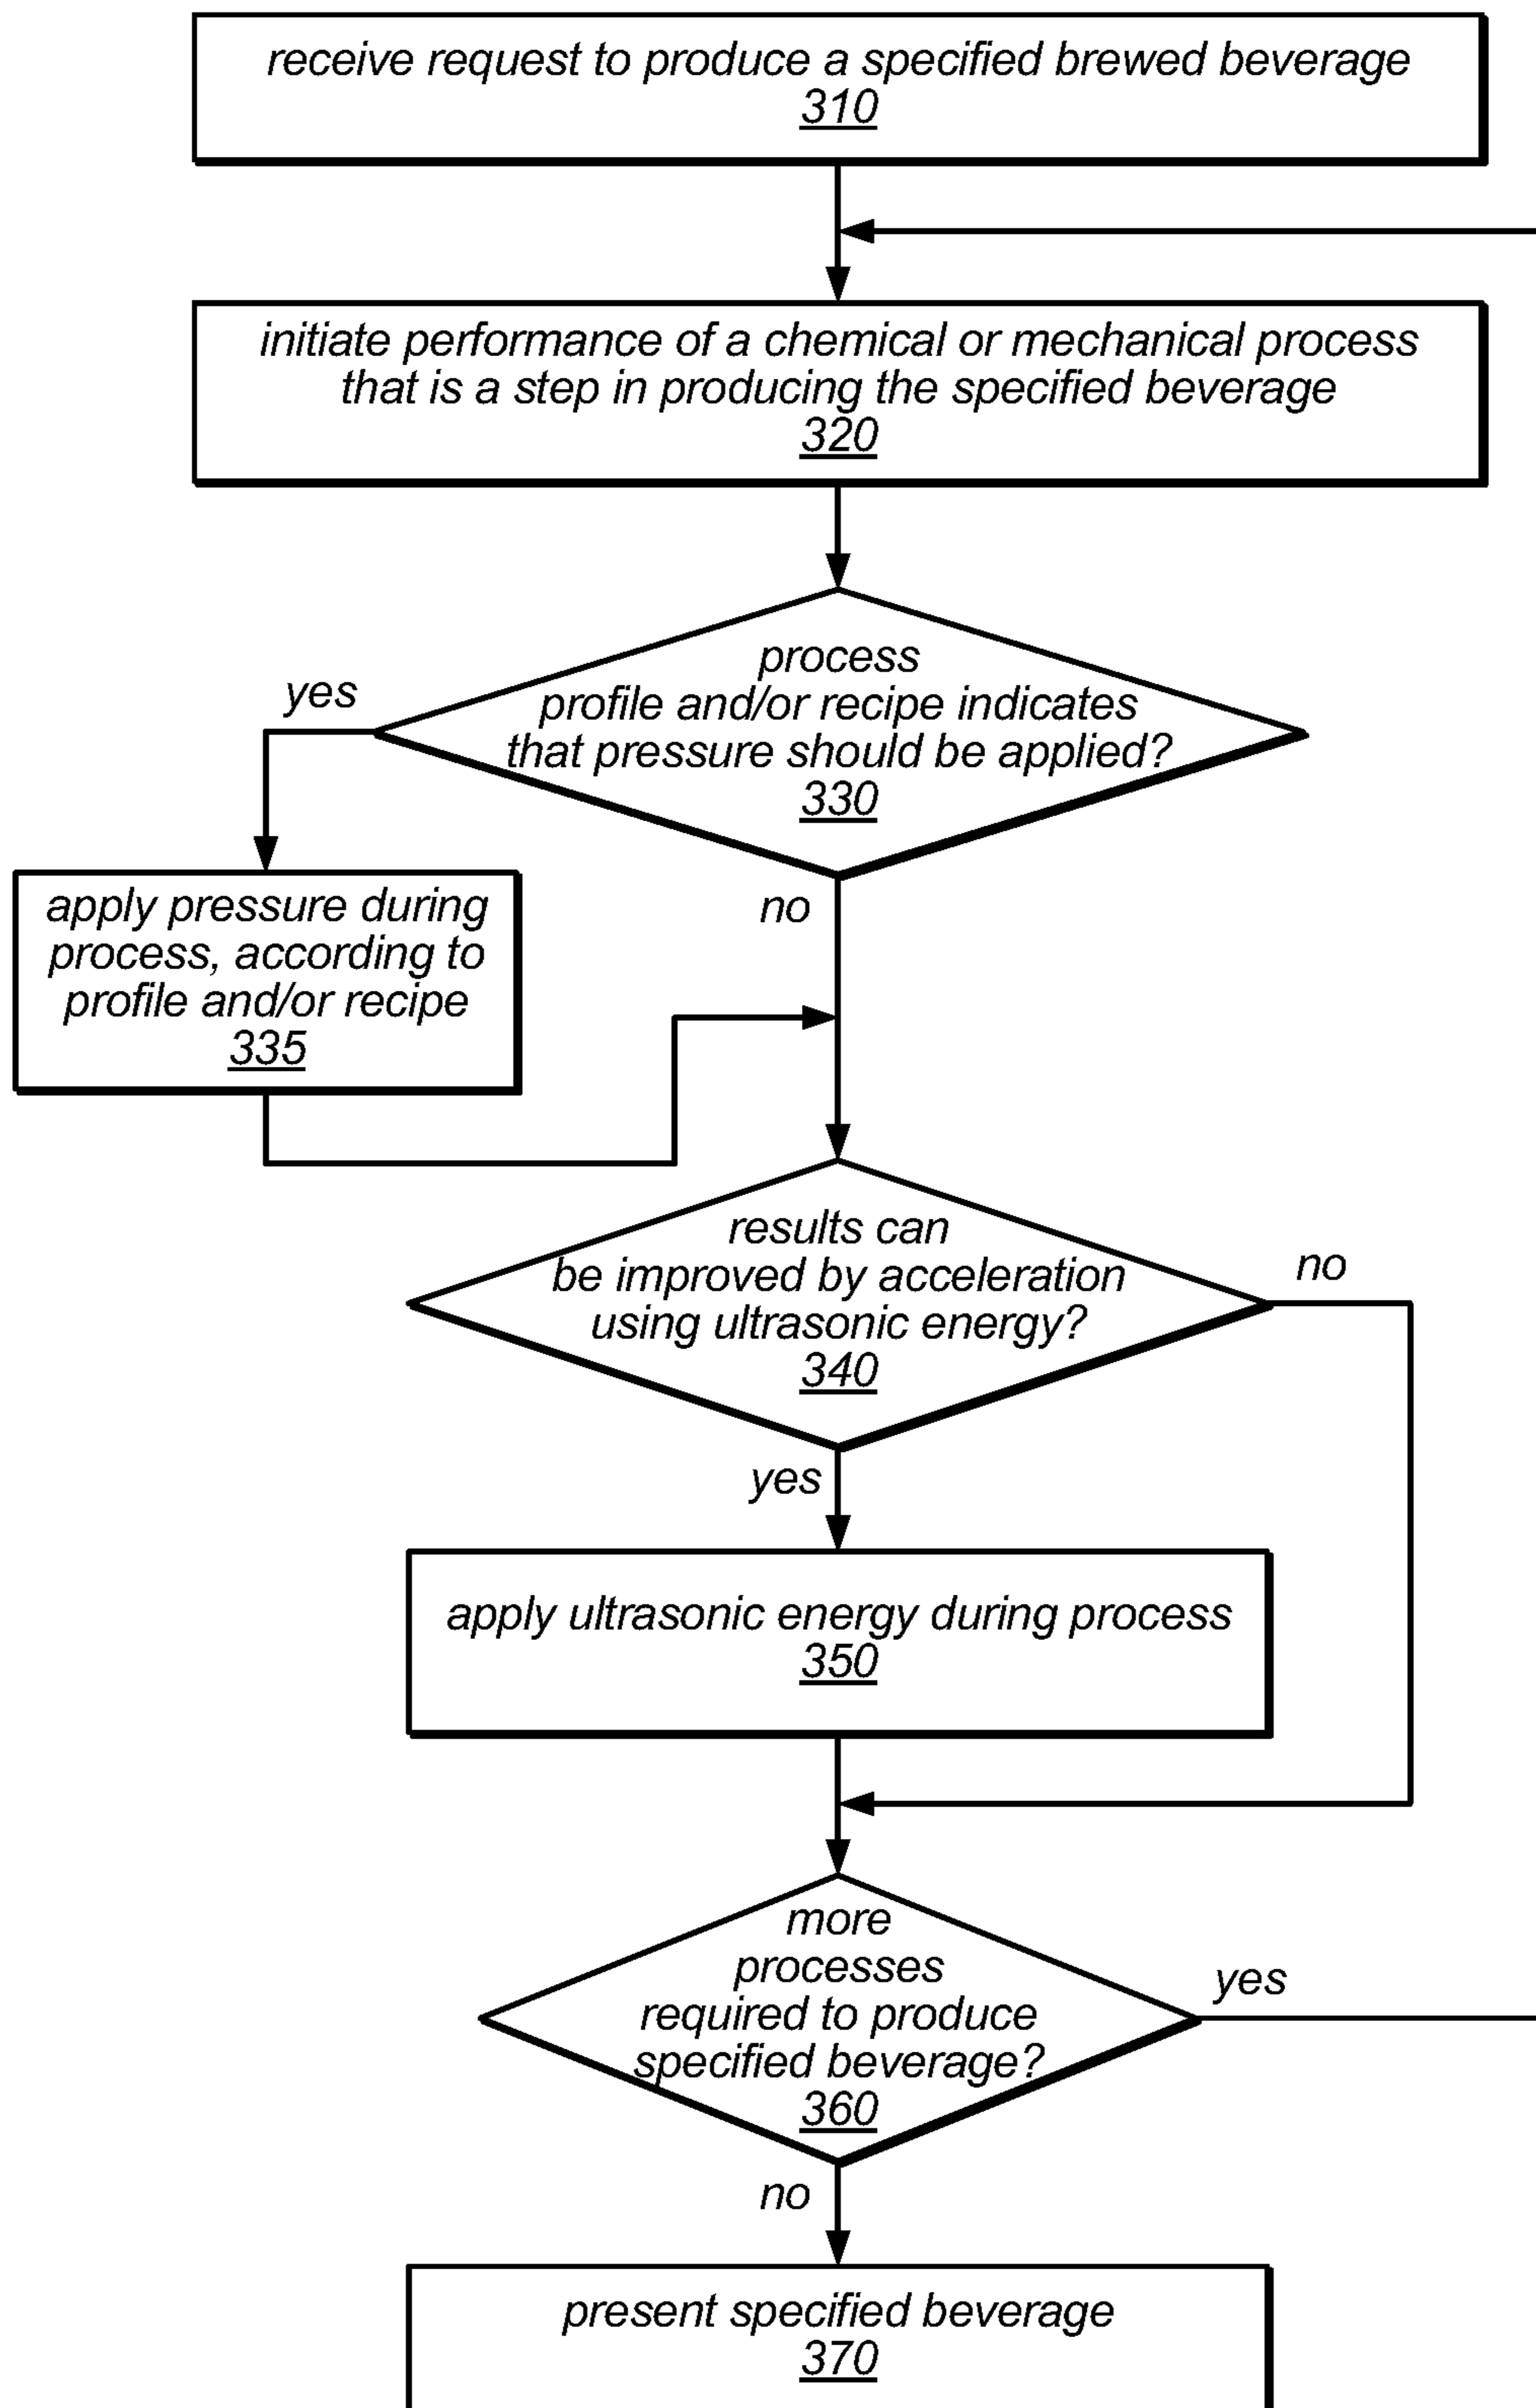 receive request to produce a specified brewed beverage
310
initiate performance of a chemical or mechanical process
that is a step in producing the specified beverage
320
process
profile and/or recipe indicates
that pressure should be applied?
330
yes
no
apply pressure during
process, according to
profile and/or recipe
335
results can
be improved by acceleration
using ultrasonic energy?
340
no
yes
apply ultrasonic energy during process
350
more
processes
required to produce
specified beverage?
360
yes
no
present specified beverage
370